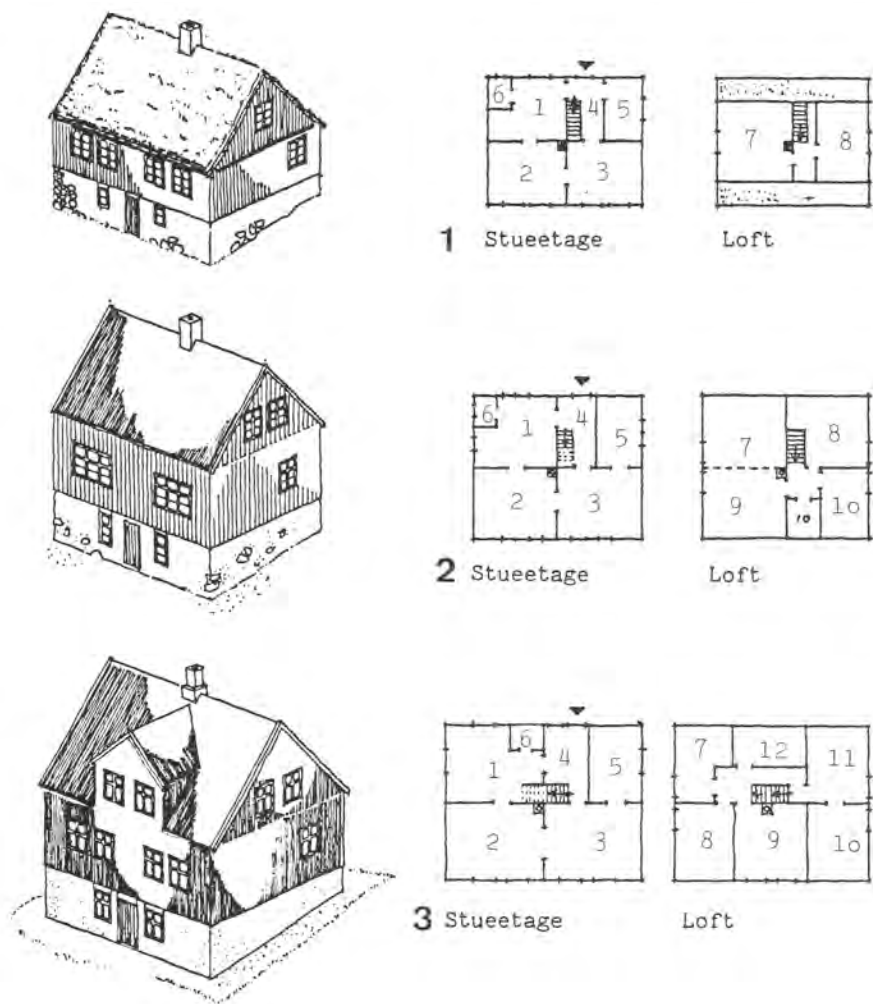 6 1 4 5
2 3
7 8
1 Stueetage Loft
6 1 4 5
2 3
7 8
9 10 1o
2 Stueetage Loft
6
1 4 5
2 3
7 12 11
8 9 1o
3 Stueetage Loft